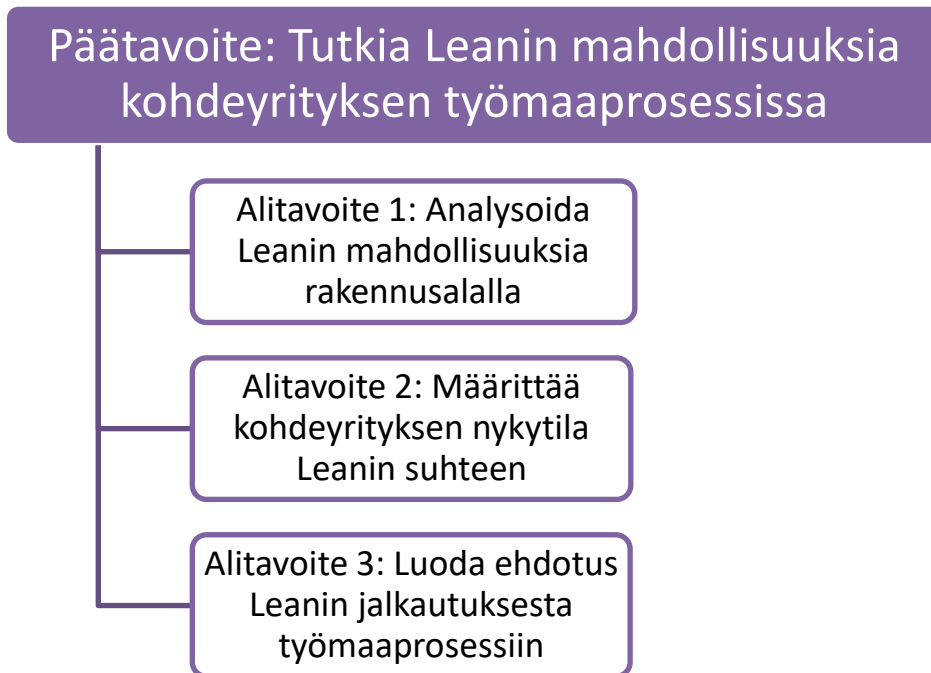 Päätavoite: Tutkia Leanin mahdollisuuksia
kohdeyrityksen työmaaprosessissa
Alitavoite 1: Analysoida
Leanin mahdollisuuksia
rakennusalalla
Alitavoite 2: Määrittää
kohdeyrityksen nykytila
Leanin suhteen
Alitavoite 3: Luoda ehdotus
Leanin jalkautuksesta
työmaaprosessiin